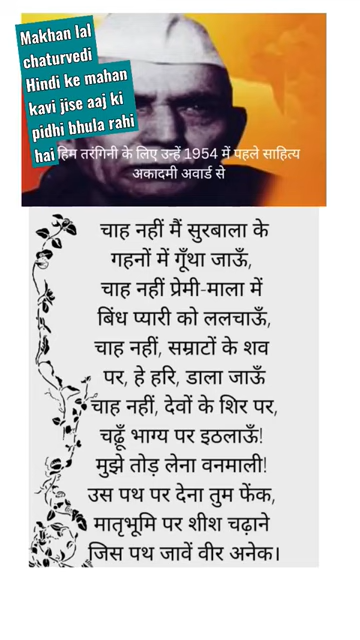 Makhan lal
chaturvedi
Hindi ke mahan
kavi jise aaj ki
pidhi bhula rahi
hai
हिम तरंगिनी के लिए उन्हें 1954 में पहले साहित्य
अकादमी अवार्ड से
चाह नहीं मैं सुरबाला के
गहनों में गूँथा जाऊँ,
चाह नहीं प्रेमी-माला में
बिंध प्यारी को ललचाऊँ,
चाह नहीं, सम्राटों के शव
पर, हे हरि, डाला जाऊँ
चाह नहीं, देवों के शिर पर,
चढ़ूँ भाग्य पर इठलाऊँ!
मुझे तोड़ लेना वनमाली!
उस पथ पर देना तुम फेंक,
मातृभूमि पर शीश चढ़ाने
जिस पथ जावें वीर अनेक।